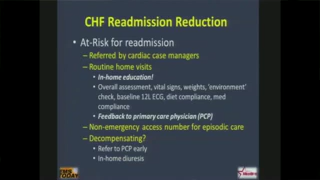 CHF Readmission Reduction
• At-Risk for readmission
– Referred by cardiac case managers
– Routine home visits
• In-home education!
• Overall assessment, vital signs, weights, 'environment'
check, baseline 12L ECG, diet compliance, med
compliance
• Feedback to primary care physician (PCP)
– Non-emergency access number for episodic care
– Decompensating?
• Refer to PCP early
• In-home diuresis
EMS
TODAY